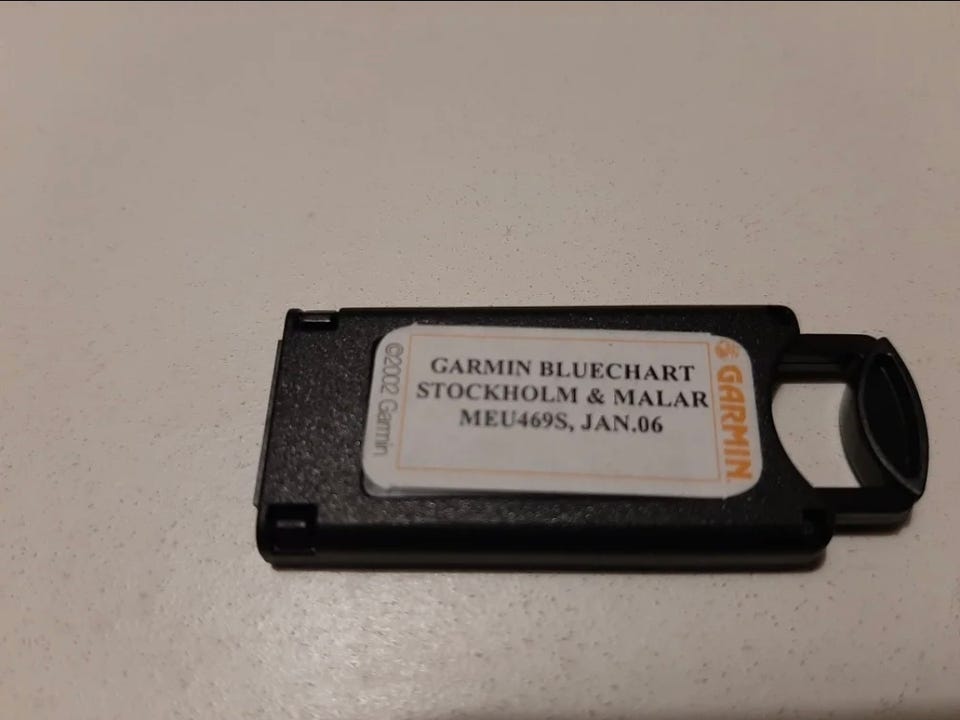 GARMIN BLUECHART
STOCKHOLM & MALAR
MEU469S, JAN.06
GARMIN
©2002 Garmin